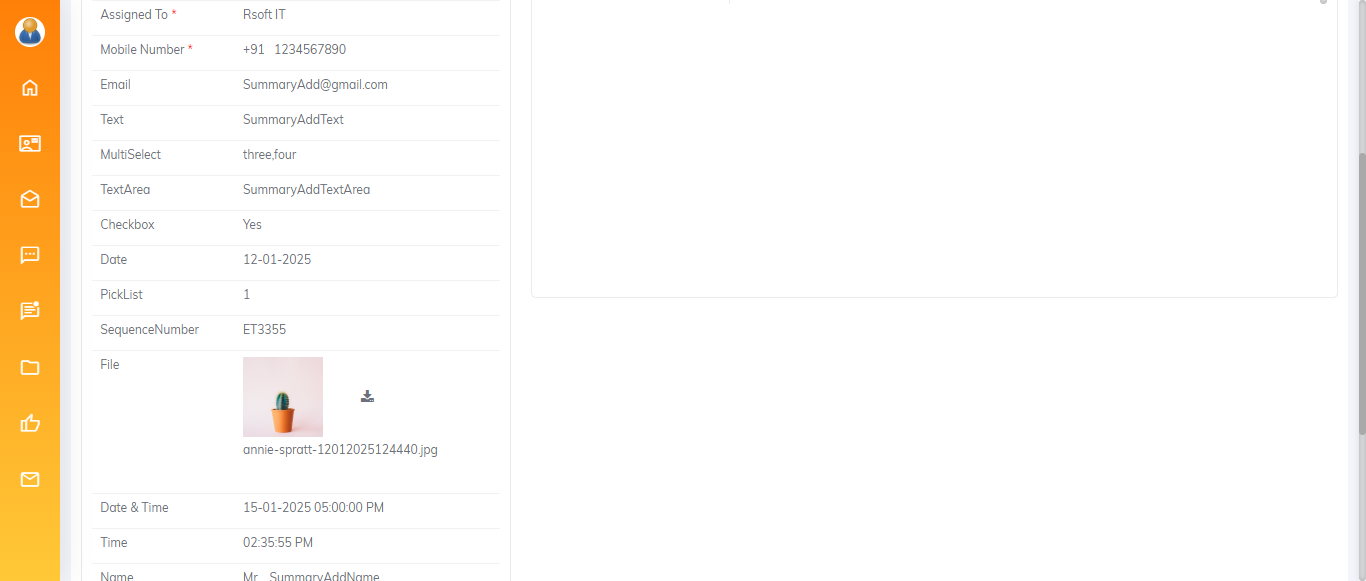 Assigned To * Rsoft IT
Mobile Number * +91 1234567890
Email SummaryAdd@gmail.com
Text SummaryAddText
MultiSelect three,four
TextArea SummaryAddTextArea
Checkbox Yes
Date 12-01-2025
PickList 1
SequenceNumber ET3355
File
annie-spratt-12012025124440.jpg
Date & Time 15-01-2025 05:00:00 PM
Time 02:35:55 PM
Name Mr SummaryAddName